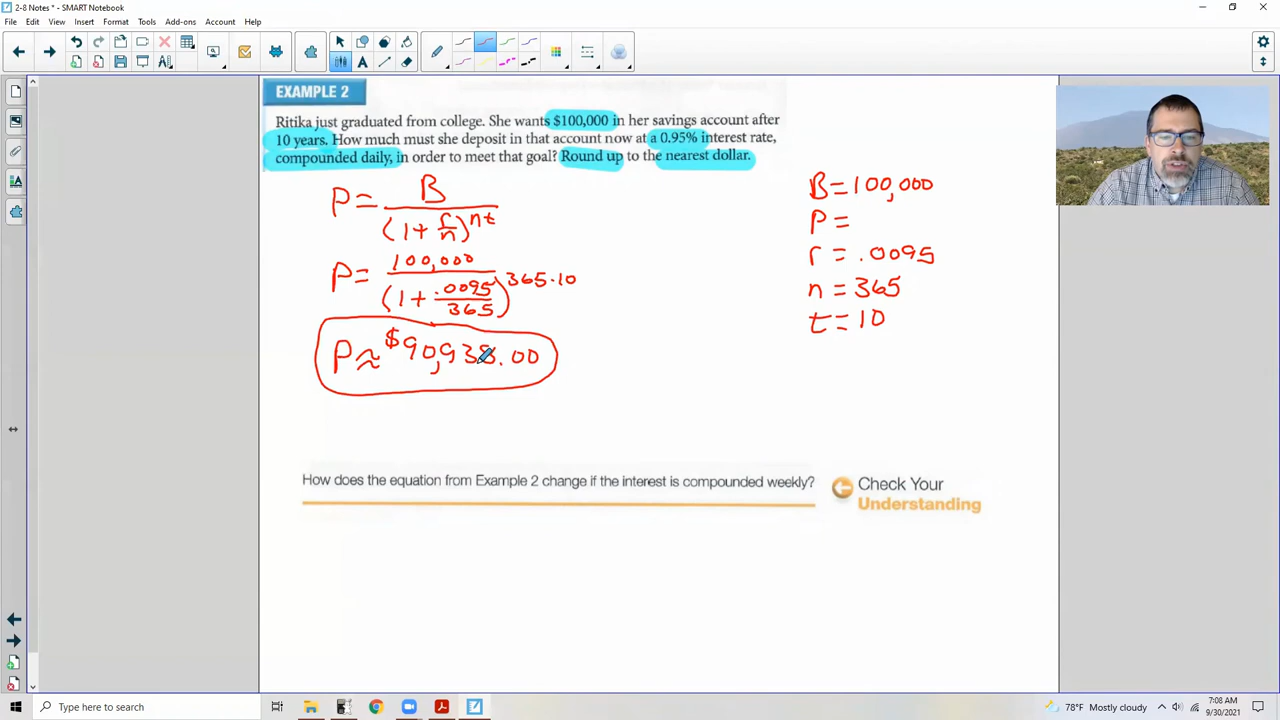 2-8 Notes * - SMART Notebook
File Edit View Insert Format Tools Add-ons Account Help
EXAMPLE 2
Ritika just graduated from college. She wants $100,000 in her savings account after
10 years. How much must she deposit in that account now at a 0.95% interest rate,
compounded daily, in order to meet that goal? Round up to the nearest dollar.
P = B / (1 + r/n)^nt
B = 100,000
P =
P = 100,000 / (1 + .0095/365)^365·10
r = .0095
n = 365
t = 10
P ≈ $90,938.00
How does the equation from Example 2 change if the interest is compounded weekly?
Check Your
Understanding
Type here to search
78°F Mostly cloudy
7:08 AM
9/30/2021